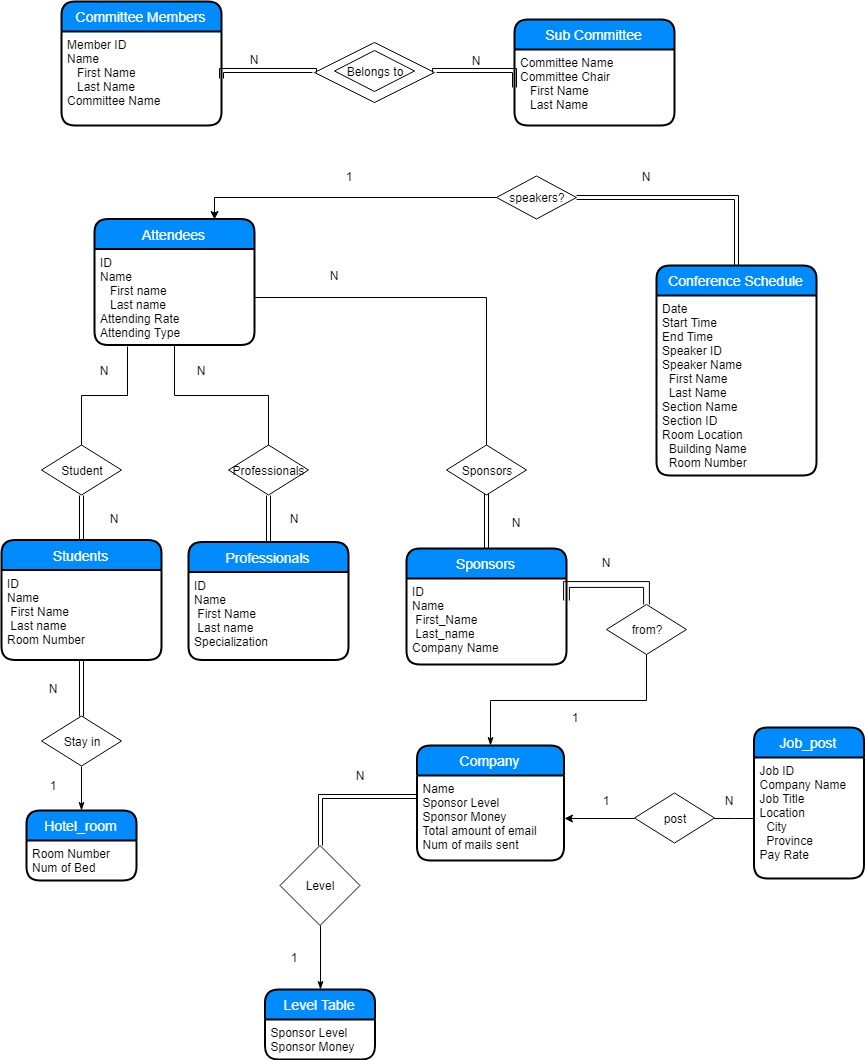 Committee Members
Member ID
Name
First Name
Last Name
Committee Name
N
Belongs to
N
Sub Committee
Committee Name
Committee Chair
First Name
Last Name
1
speakers?
N
Attendees
ID
Name
First name
Last name
Attending Rate
Attending Type
N
Conference Schedule
Date
Start Time
End Time
Speaker ID
Speaker Name
First Name
Last Name
Section Name
Section ID
Room Location
Building Name
Room Number
N
N
Student
Professionals
Sponsors
N
N
N
Students
ID
Name
First Name
Last name
Room Number
Professionals
ID
Name
First Name
Last name
Specialization
Sponsors
ID
Name
First_Name
Last_name
Company Name
N
from?
1
N
Stay in
1
Hotel_room
Room Number
Num of Bed
Company
Name
Sponsor Level
Sponsor Money
Total amount of email
Num of mails sent
1
post
N
Job_post
Job ID
Company Name
Job Title
Location
City
Province
Pay Rate
N
Level
1
Level Table
Sponsor Level
Sponsor Money